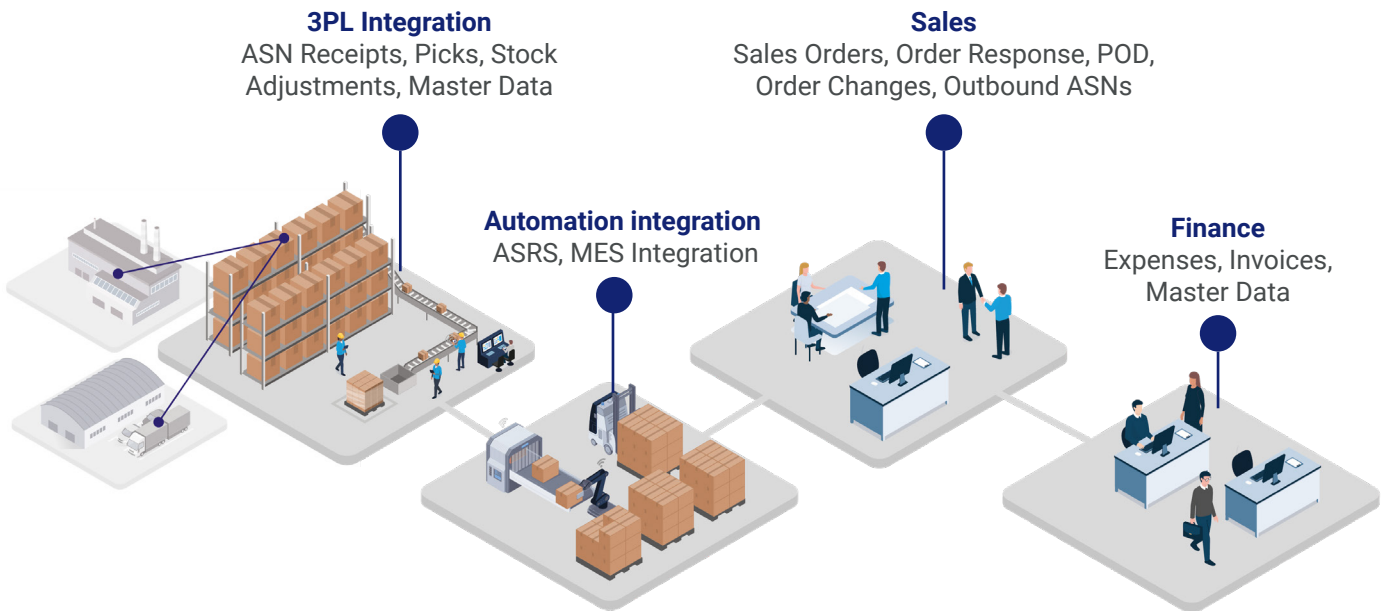 3PL Integration
ASN Receipts, Picks, Stock
Adjustments, Master Data
Sales
Sales Orders, Order Response, POD,
Order Changes, Outbound ASNs
Automation integration
ASRS, MES Integration
Finance
Expenses, Invoices,
Master Data